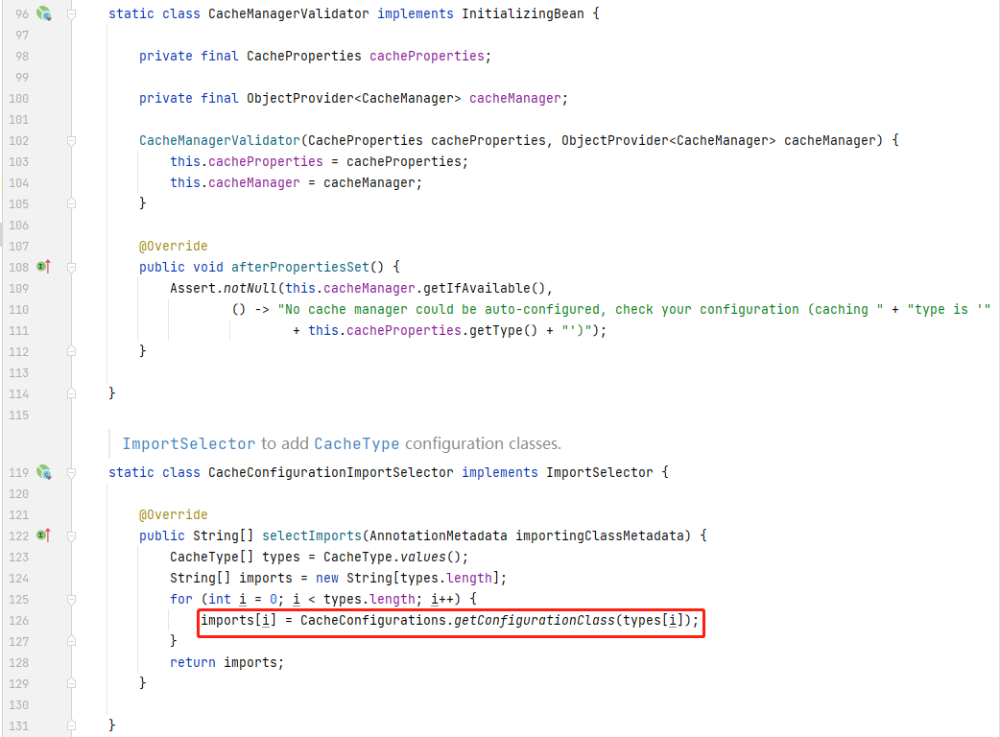 96 static class CacheManagerValidator implements InitializingBean {
97
98 private final CacheProperties cacheProperties;
99
100 private final ObjectProvider<CacheManager> cacheManager;
101
102 CacheManagerValidator(CacheProperties cacheProperties, ObjectProvider<CacheManager> cacheManager) {
103 this.cacheProperties = cacheProperties;
104 this.cacheManager = cacheManager;
105 }
106
107 @Override
108 public void afterPropertiesSet() {
109 Assert.notNull(this.cacheManager.getIfAvailable(),
110 () -> "No cache manager could be auto-configured, check your configuration (caching " + "type is '"
111 + this.cacheProperties.getType() + "')");
112 }
113
114 }
115
ImportSelector to add CacheType configuration classes.
119 static class CacheConfigurationImportSelector implements ImportSelector {
120
121 @Override
122 public String[] selectImports(AnnotationMetadata importingClassMetadata) {
123 CacheType[] types = CacheType.values();
124 String[] imports = new String[types.length];
125 for (int i = 0; i < types.length; i++) {
126 imports[i] = CacheConfigurations.getConfigurationClass(types[i]);
127 }
128 return imports;
129 }
130
131 }